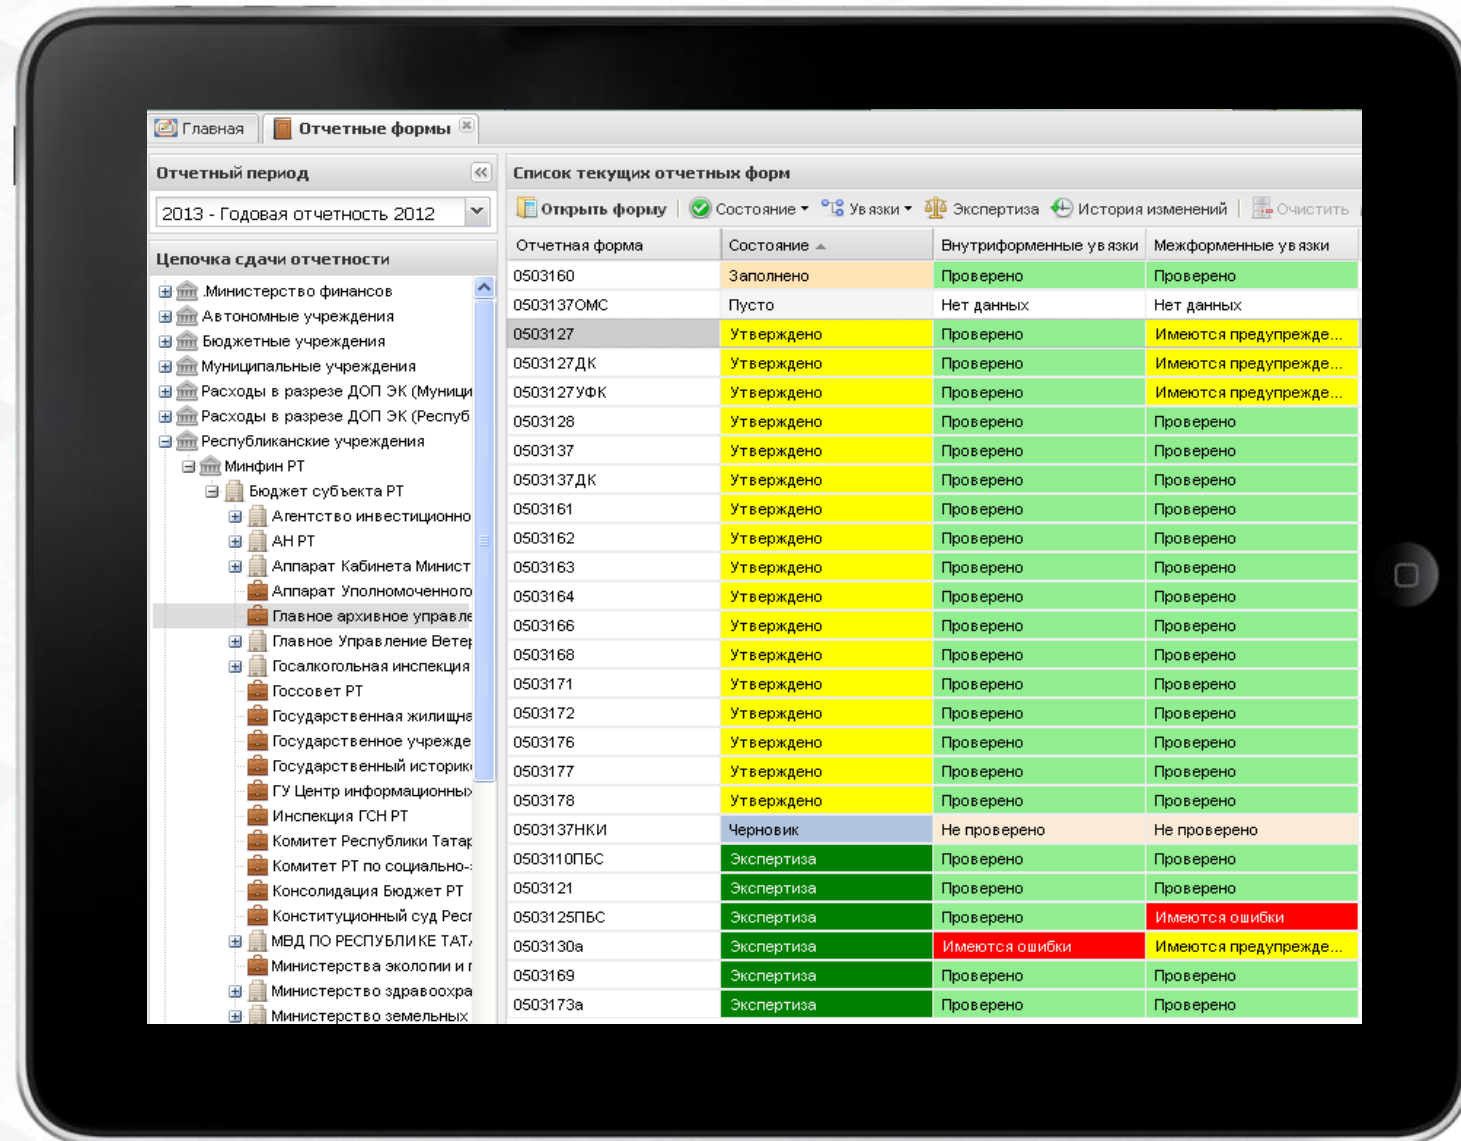 Главная
Отчетные формы
Отчетный период
2013 - Годовая отчетность 2012
Цепочка сдачи отчетности
.Министерство финансов
Автономные учреждения
Бюджетные учреждения
Муниципальные учреждения
Расходы в разрезе ДОП ЭК (Муници
Расходы в разрезе ДОП ЭК (Респуб
Республиканские учреждения
Минфин РТ
Бюджет субъекта РТ
Агентство инвестиционно
АН РТ
Аппарат Кабинета Минист
Аппарат Уполномоченного
Главное архивное управле
Главное Управление Ветер
Госалкогольная инспекция
Госсовет РТ
Государственная жилищна
Государственное учрежде
Государственный историк
ГУ Центр информационных
Инспекция ГСН РТ
Комитет Республики Татар
Комитет РТ по социально-
Консолидация Бюджет РТ
Конституционный суд Респ
МВД ПО РЕСПУБЛИКЕ ТАТА
Министерства экологии и п
Министерство здравоохра
Министерство земельных
Список текущих отчетных форм
Открыть форму Состояние Увязки Экспертиза История изменений Очистить
Отчетная форма Состояние Внутриформенные увязки Межформенные увязки
0503160 Заполнено Проверено Проверено
0503137ОМС Пусто Нет данных Нет данных
0503127 Утверждено Проверено Имеются предупрежде...
0503127ДК Утверждено Проверено Имеются предупрежде...
0503127УФК Утверждено Проверено Имеются предупрежде...
0503128 Утверждено Проверено Проверено
0503137 Утверждено Проверено Проверено
0503137ДК Утверждено Проверено Проверено
0503161 Утверждено Проверено Проверено
0503162 Утверждено Проверено Проверено
0503163 Утверждено Проверено Проверено
0503164 Утверждено Проверено Проверено
0503166 Утверждено Проверено Проверено
0503168 Утверждено Проверено Проверено
0503171 Утверждено Проверено Проверено
0503172 Утверждено Проверено Проверено
0503176 Утверждено Проверено Проверено
0503177 Утверждено Проверено Проверено
0503178 Утверждено Проверено Проверено
0503137НКИ Черновик Не проверено Не проверено
0503110ПБС Экспертиза Проверено Проверено
0503121 Экспертиза Проверено Проверено
0503125ПБС Экспертиза Проверено Имеются ошибки
0503130а Экспертиза Имеются ошибки Имеются предупрежде...
0503169 Экспертиза Проверено Проверено
0503173а Экспертиза Проверено Проверено